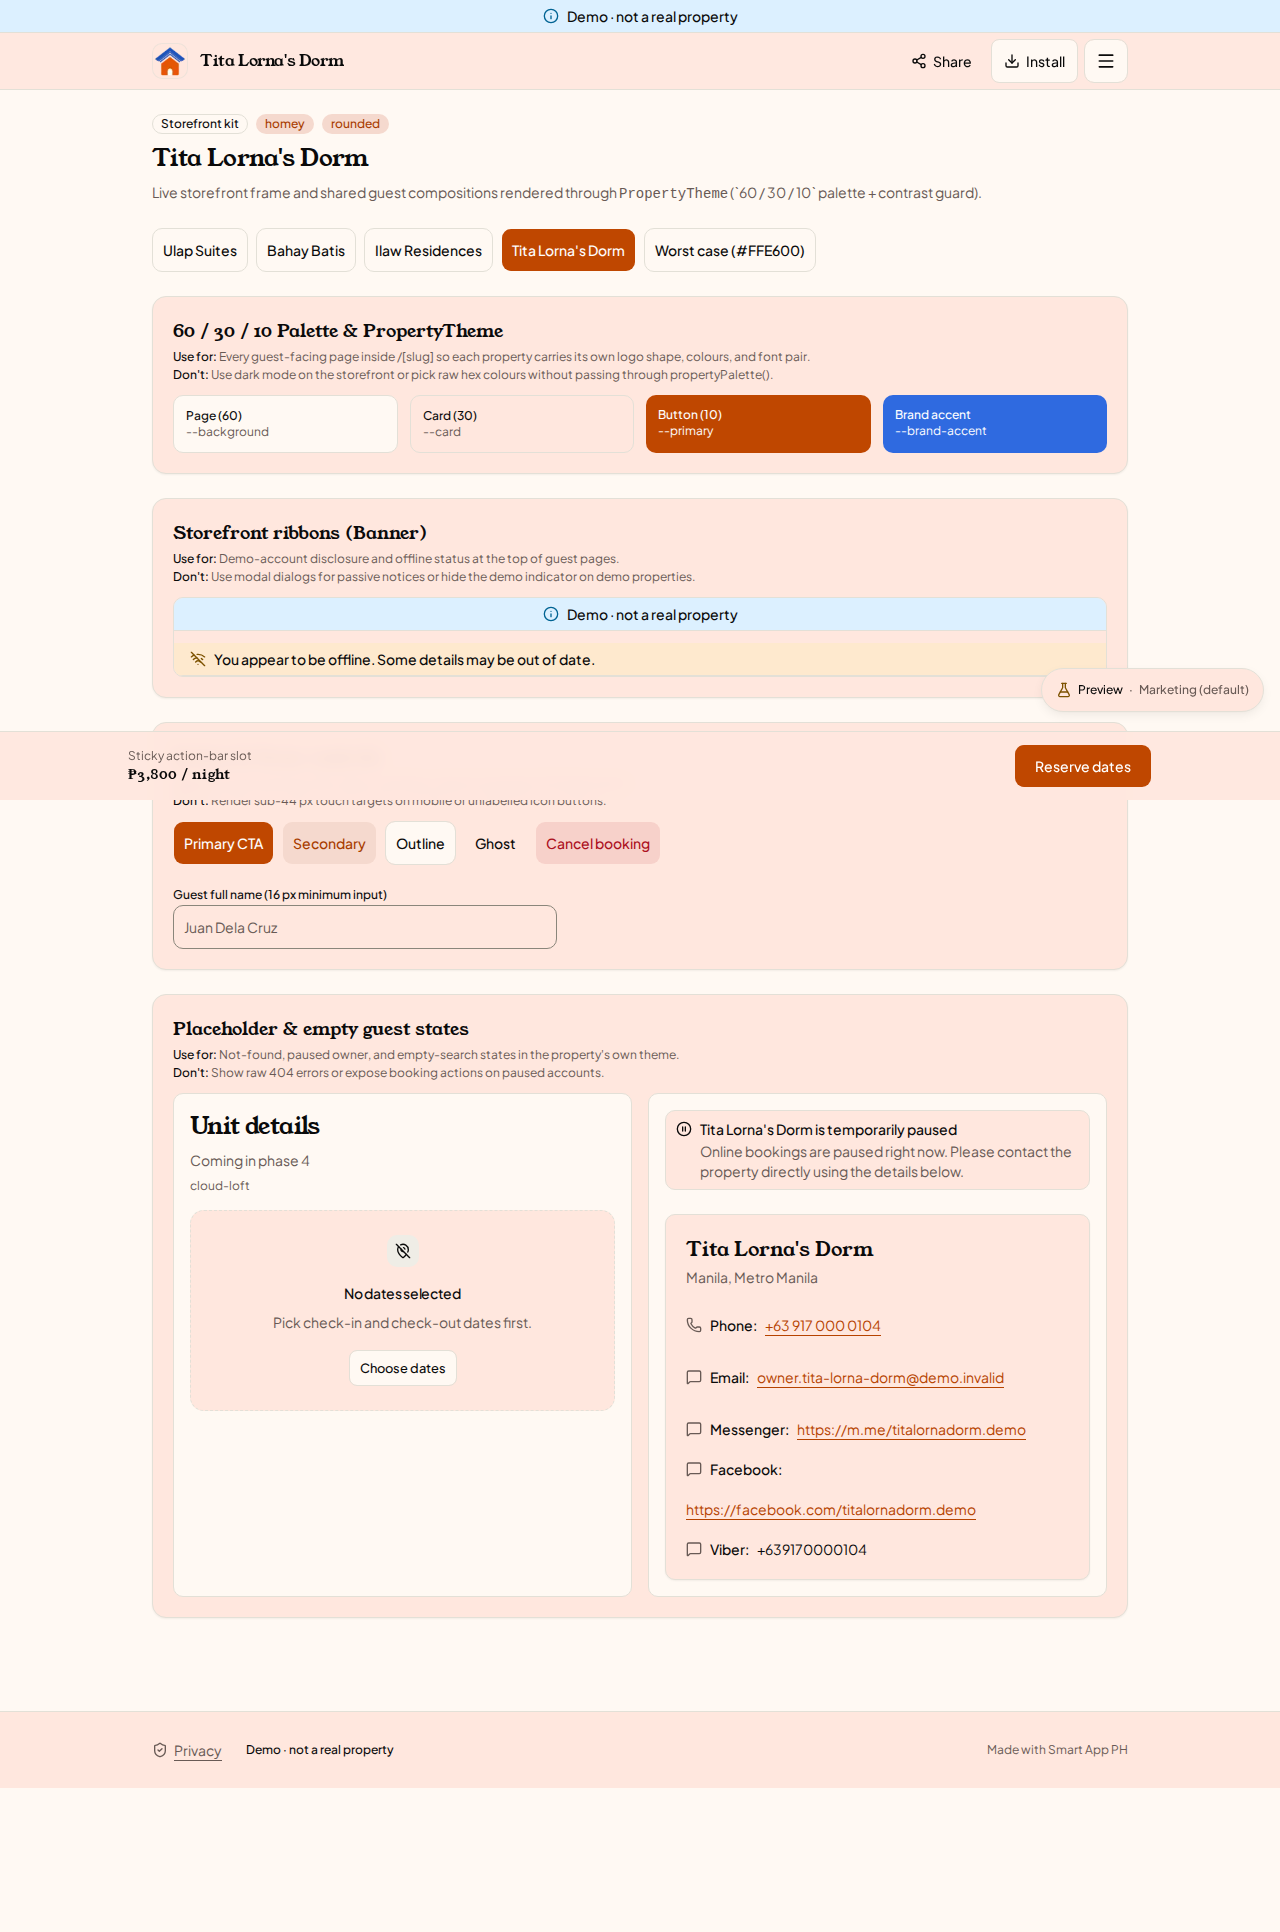 Demo · not a real property
Tita Lorna's Dorm
Share
Install
Storefront kit
homey
rounded
Tita Lorna's Dorm
Live storefront frame and shared guest compositions rendered through PropertyTheme (`60 / 30 / 10` palette + contrast guard).
Ulap Suites
Bahay Batis
Ilaw Residences
Tita Lorna's Dorm
Worst case (#FFE600)
60 / 30 / 10 Palette & PropertyTheme
Use for: Every guest-facing page inside /[slug] so each property carries its own logo shape, colours, and font pair.
Don't: Use dark mode on the storefront or pick raw hex colours without passing through propertyPalette().
Page (60)
--background
Card (30)
--card
Button (10)
--primary
Brand accent
--brand-accent
Storefront ribbons (Banner)
Use for: Demo-account disclosure and offline status at the top of guest pages.
Don't: Use modal dialogs for passive notices or hide the demo indicator on demo properties.
Demo · not a real property
You appear to be offline. Some details may be out of date.
Preview · Marketing (default)
Sticky action-bar slot
₱3,800 / night
Reserve dates
Don't: Render sub-44 px touch targets on mobile or unlabelled icon buttons.
Primary CTA
Secondary
Outline
Ghost
Cancel booking
Guest full name (16 px minimum input)
Juan Dela Cruz
Placeholder & empty guest states
Use for: Not-found, paused owner, and empty-search states in the property's own theme.
Don't: Show raw 404 errors or expose booking actions on paused accounts.
Unit details
Coming in phase 4
cloud-loft
No dates selected
Pick check-in and check-out dates first.
Choose dates
Tita Lorna's Dorm is temporarily paused
Online bookings are paused right now. Please contact the
property directly using the details below.
Tita Lorna's Dorm
Manila, Metro Manila
Phone: +63 917 000 0104
Email: owner.tita-lorna-dorm@demo.invalid
Messenger: https://m.me/titalornadorm.demo
Facebook:
https://facebook.com/titalornadorm.demo
Viber: +639170000104
Privacy
Demo · not a real property
Made with Smart App PH